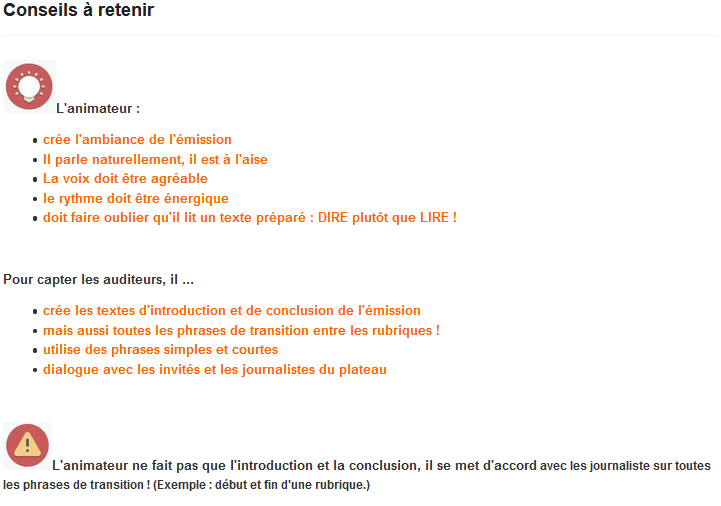 Conseils à retenir
L'animateur :
crée l'ambiance de l'émission
Il parle naturellement, il est à l'aise
La voix doit être agréable
le rythme doit être énergique
doit faire oublier qu'il lit un texte préparé : DIRE plutôt que LIRE !
Pour capter les auditeurs, il ...
crée les textes d'introduction et de conclusion de l'émission
mais aussi toutes les phrases de transition entre les rubriques !
utilise des phrases simples et courtes
dialogue avec les invités et les journalistes du plateau
L'animateur ne fait pas que l'introduction et la conclusion, il se met d'accord avec les journaliste sur toutes
les phrases de transition ! (Exemple : début et fin d'une rubrique.)